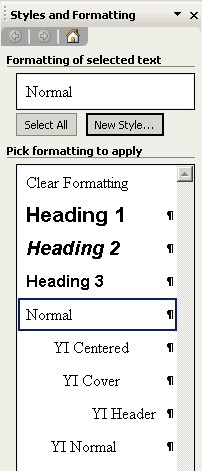 Styles and Formatting
Formatting of selected text
Normal
Select All New Style...
Pick formatting to apply
Clear Formatting
Heading 1 ¶
Heading 2 ¶
Heading 3 ¶
Normal ¶
YI Centered ¶
YI Cover ¶
YI Header ¶
YI Normal ¶